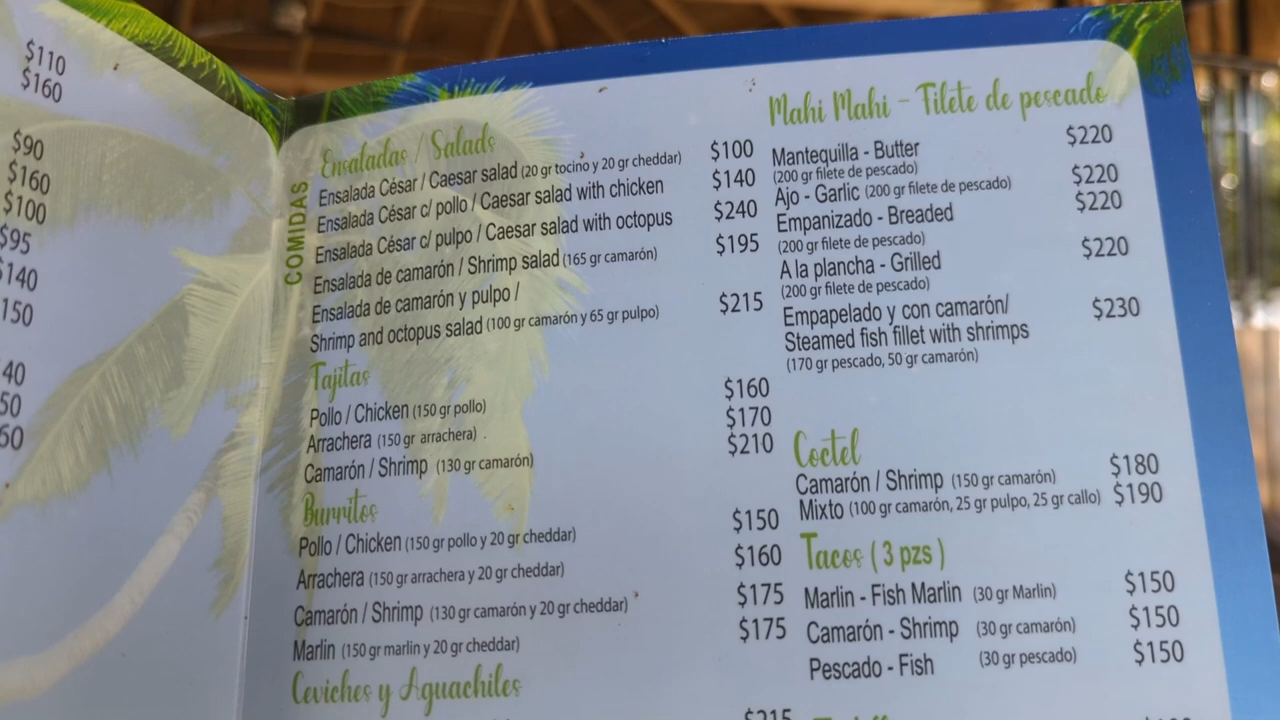 $110
$160
$90
$160
$100
$95
$140
150
40
50
60
COMIDAS
Ensaladas / Salads
Ensalada César / Caesar salad (20 gr tocino y 20 gr cheddar) $100
Ensalada César c/ pollo / Caesar salad with chicken $140
Ensalada César c/ pulpo / Caesar salad with octopus $240
Ensalada de camarón / Shrimp salad (165 gr camarón) $195
Ensalada de camarón y pulpo /
Shrimp and octopus salad (100 gr camarón y 65 gr pulpo) $215
Fajitas
Pollo / Chicken (150 gr pollo) $160
Arrachera (150 gr arrachera) $170
Camarón / Shrimp (130 gr camarón) $210
Burritos
Pollo / Chicken (150 gr pollo y 20 gr cheddar) $150
Arrachera (150 gr arrachera y 20 gr cheddar) $160
Camarón / Shrimp (130 gr camarón y 20 gr cheddar) $175
Marlin (150 gr marlin y 20 gr cheddar) $175
Ceviches y Aguachiles
$215
Mahi Mahi - Filete de pescado
Mantequilla - Butter $220
(200 gr filete de pescado)
Ajo - Garlic (200 gr filete de pescado) $220
Empanizado - Breaded $220
(200 gr filete de pescado)
A la plancha - Grilled $220
(200 gr filete de pescado)
Empapelado y con camarón/ $230
Steamed fish fillet with shrimps
(170 gr pescado, 50 gr camarón)
Coctel
Camarón / Shrimp (150 gr camarón) $180
Mixto (100 gr camarón, 25 gr pulpo, 25 gr callo) $190
Tacos ( 3 pzs )
Marlin - Fish Marlin (30 gr Marlin) $150
Camarón - Shrimp (30 gr camarón) $150
Pescado - Fish (30 gr pescado) $150